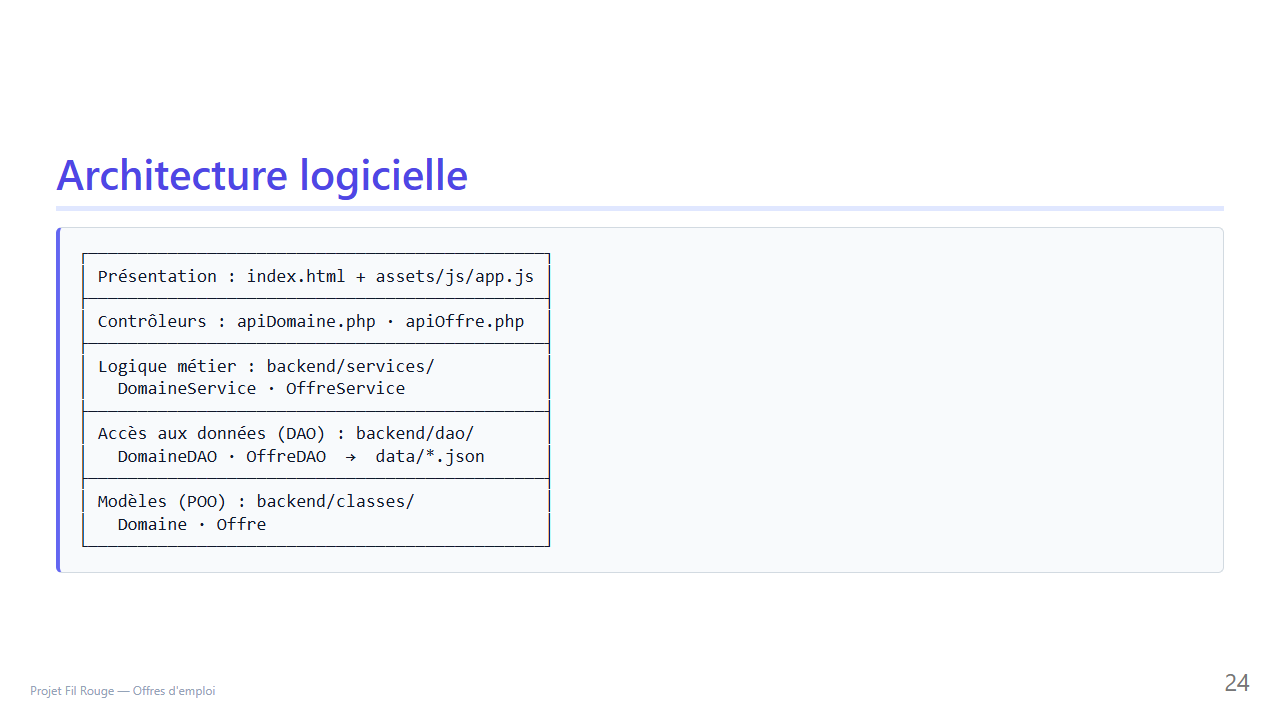 Architecture logicielle
Présentation : index.html + assets/js/app.js
Contrôleurs : apiDomaine.php · apiOffre.php
Logique métier : backend/services/
DomaineService · OffreService
Accès aux données (DAO) : backend/dao/
DomaineDAO · OffreDAO → data/*.json
Modèles (POO) : backend/classes/
Domaine · Offre
Projet Fil Rouge — Offres d'emploi
24